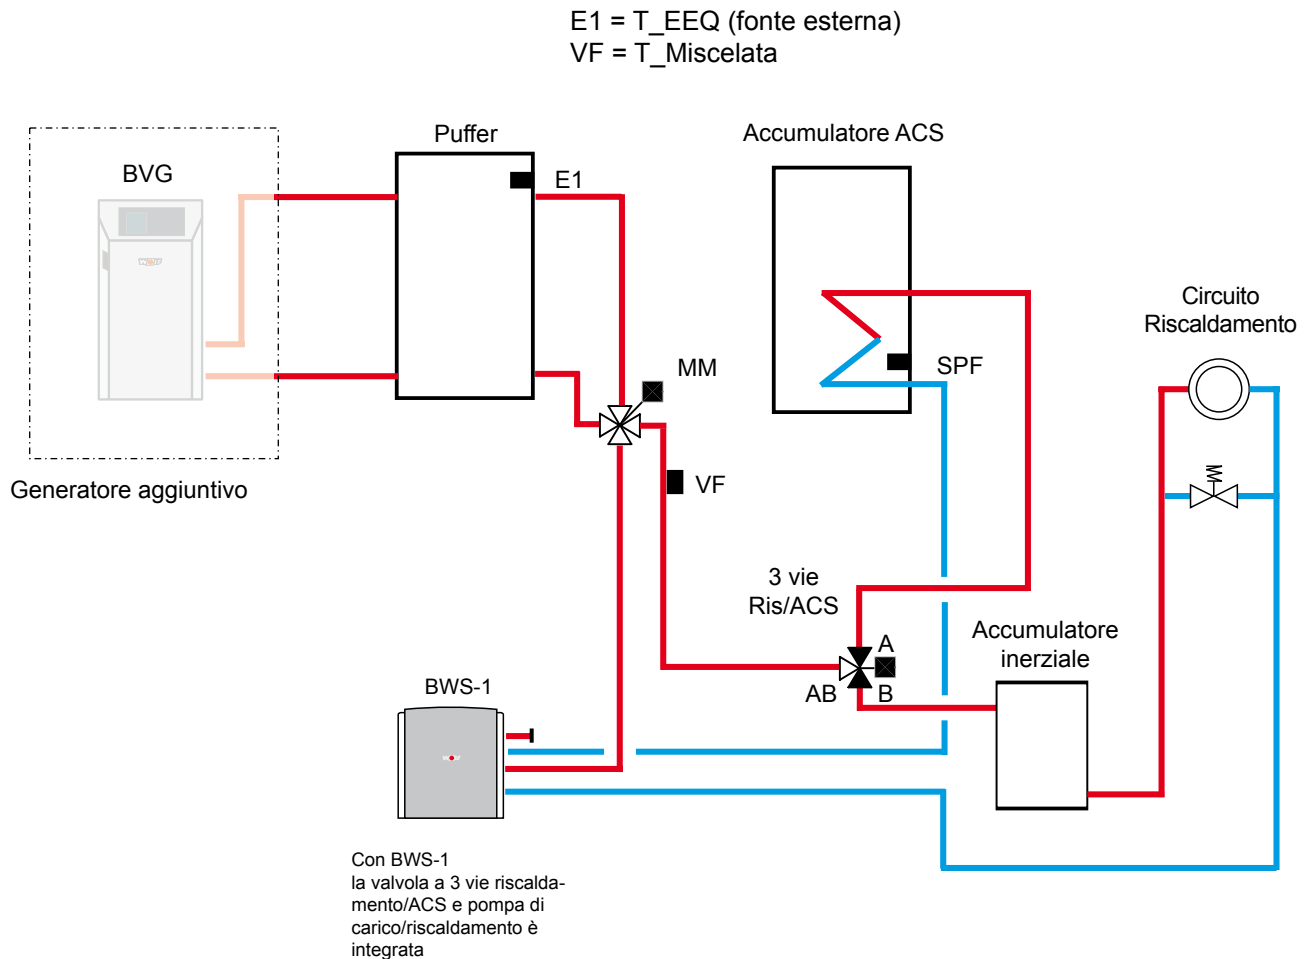 E1 = T_EEQ (fonte esterna)
VF = T_Miscelata
Puffer
Accumulatore ACS
BVG
E1
Circuito
Riscaldamento
MM
SPF
Generatore aggiuntivo
VF
3 vie
Ris/ACS
A
Accumulatore
inerziale
AB
B
BWS-1
Con BWS-1
la valvola a 3 vie riscalda-
mento/ACS e pompa di
carico/riscaldamento è
integrata